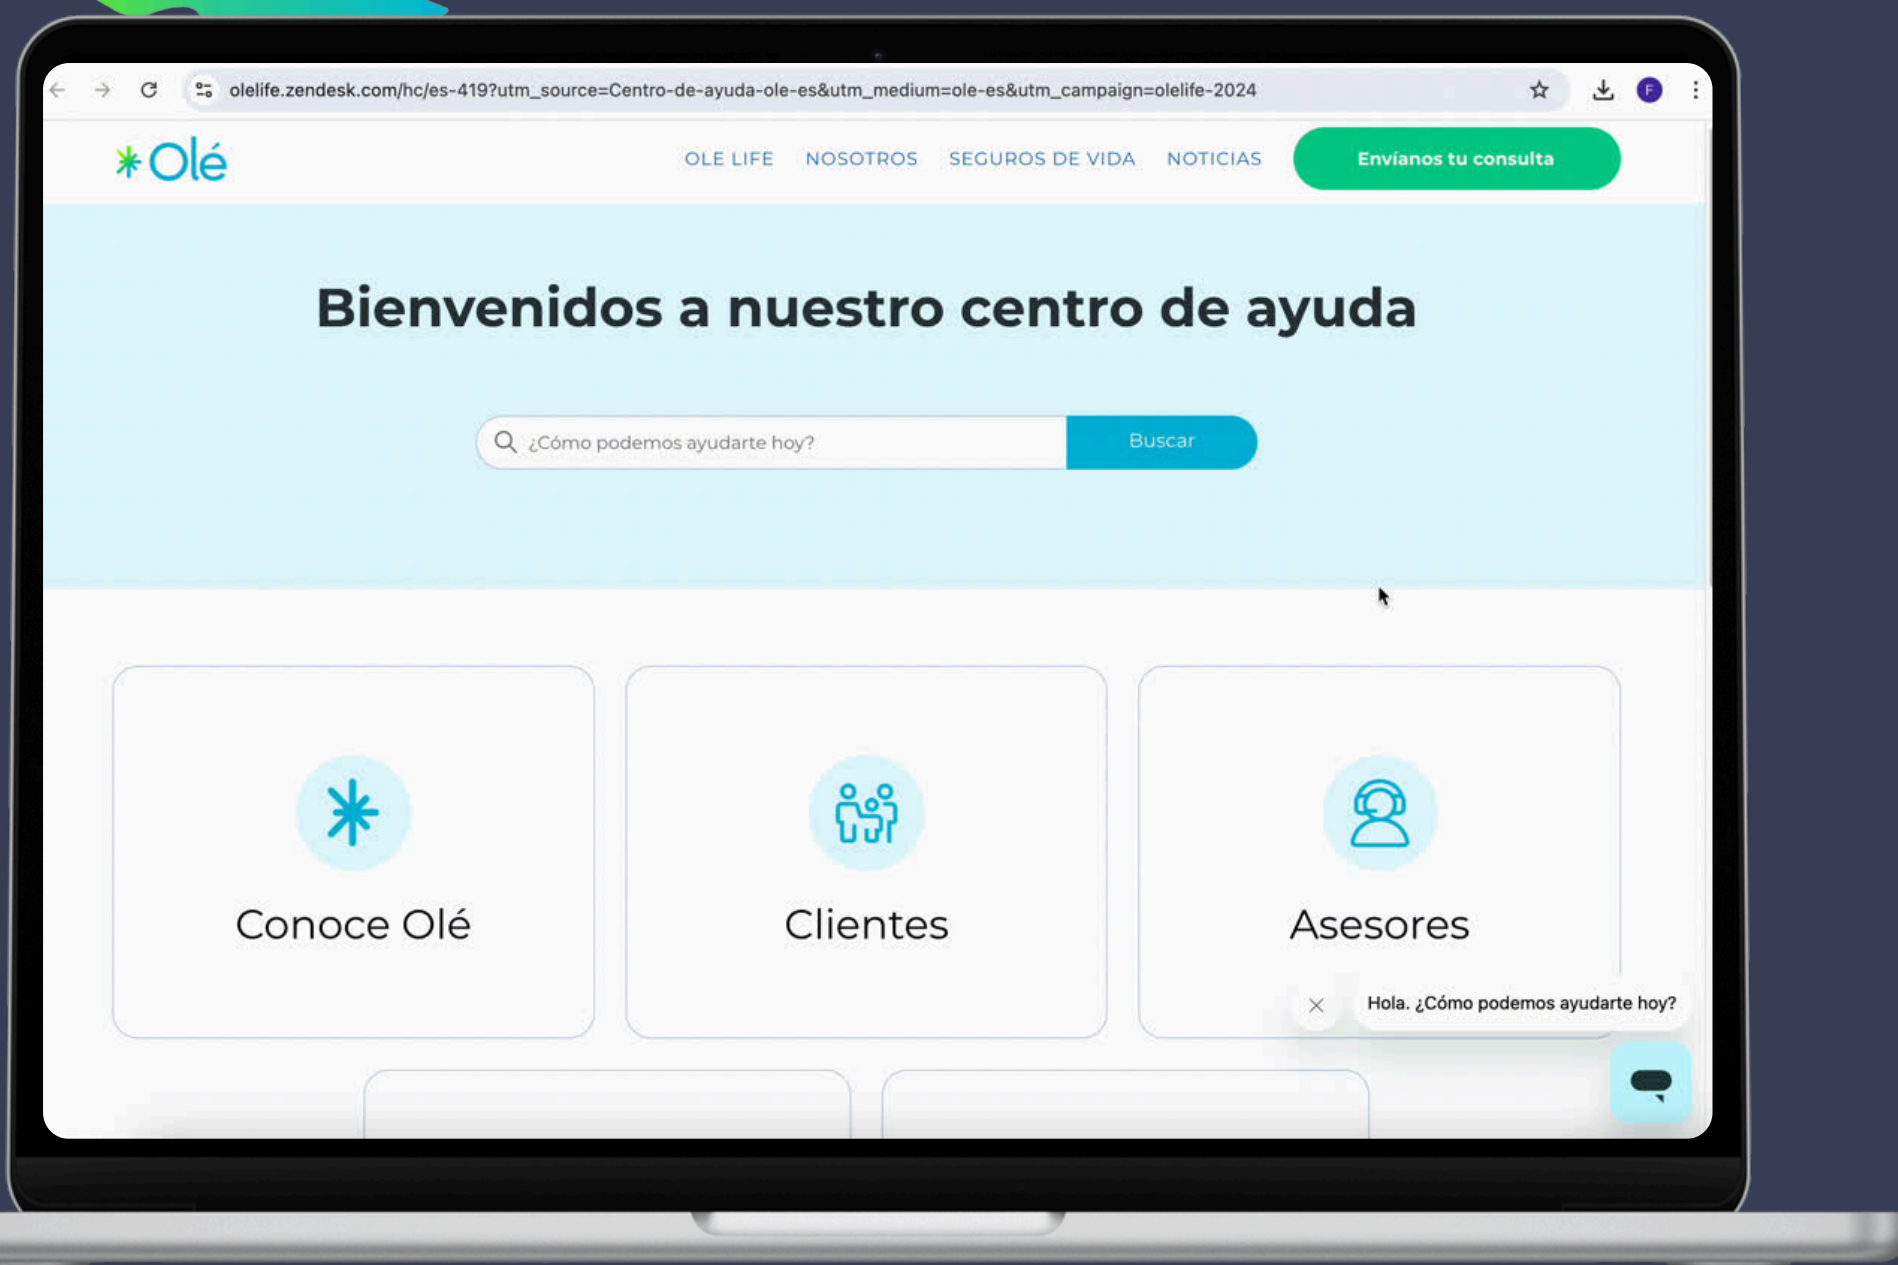 olelife.zendesk.com/hc/es-419?utm_source=Centro-de-ayuda-ole-es&utm_medium=ole-es&utm_campaign=olelife-2024
F
Olé
OLE LIFE
NOSOTROS
SEGUROS DE VIDA
NOTICIAS
Envíanos tu consulta
Bienvenidos a nuestro centro de ayuda
¿Cómo podemos ayudarte hoy?
Buscar
Conoce Olé
Clientes
Asesores
Hola. ¿Cómo podemos ayudarte hoy?